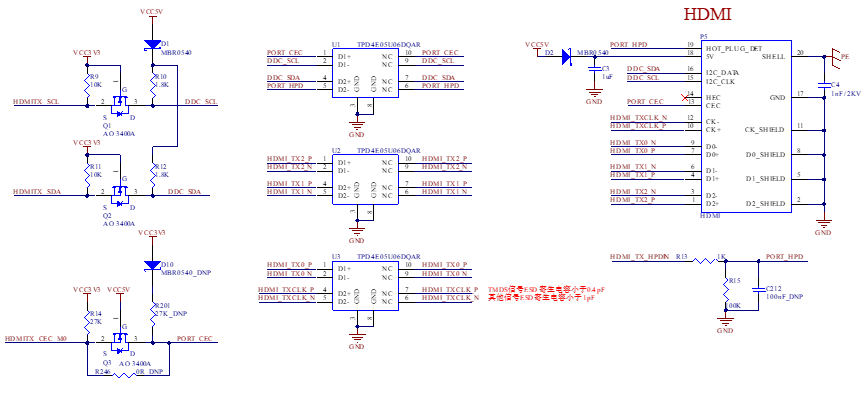 HDMI
VCC5V
D1
MBR0540
VCC3V3
R9
10K
R10
1.8K
HDMITX_SCL
2
1
G
3
DDC_SCL
S
D
Q1
AO 3400A
VCC3V3
R11
10K
R12
1.8K
HDMITX_SDA
2
1
G
3
DDC_SDA
S
D
Q2
AO 3400A
VCC3V3
D10
MBR0540_DNP
VCC3V3
VCC5V
R14
27K
R201
27K_DNP
HDMITX_CEC_M0
2
1
G
3
PORT_CEC
S
D
Q3
AO 3400A
R246
0R_DNP
U1
TPD4E05U06DQAR
PORT_CEC 1 D1+ NC 10 PORT_CEC
DDC_SCL 2 D1- NC 9 DDC_SCL
DDC_SDA 4 D2+ NC 7 DDC_SDA
PORT_HPD 5 D2- NC 6 PORT_HPD
GND GND
3 8
GND
U2
TPD4E05U06DQAR
HDMI_TX2_P 1 D1+ NC 10 HDMI_TX2_P
HDMI_TX2_N 2 D1- NC 9 HDMI_TX2_N
HDMI_TX1_P 4 D2+ NC 7 HDMI_TX1_P
HDMI_TX1_N 5 D2- NC 6 HDMI_TX1_N
GND GND
3 8
GND
U3
TPD4E05U06DQAR
HDMI_TX0_P 1 D1+ NC 10 HDMI_TX0_P
HDMI_TX0_N 2 D1- NC 9 HDMI_TX0_N
HDMI_TXCLK_P 4 D2+ NC 7 HDMI_TXCLK_P
HDMI_TXCLK_N 5 D2- NC 6 HDMI_TXCLK_N
GND GND
3 8
GND
TMDS信号ESD 寄生电容小于0.4pF
其他信号ESD 寄生电容小于1pF
VCC5V
D2
MBR0540
C3
1uF
GND
P5
PORT_HPD 19 HOT_PLUG_DET
18 5V
SHELL 20
PE
DDC_SDA 16 I2C_DATA
DDC_SCL 15 I2C_CLK
14 HEC
PORT_CEC 13 CEC
GND 17
C4
1nF/2KV
HDMI_TXCLK_N 12 CK-
HDMI_TXCLK_P 10 CK+
CK_SHIELD 11
HDMI_TX0_N 9 D0-
HDMI_TX0_P 7 D0+
D0_SHIELD 8
HDMI_TX1_N 6 D1-
HDMI_TX1_P 4 D1+
D1_SHIELD 5
HDMI_TX2_N 3 D2-
HDMI_TX2_P 1 D2+
D2_SHIELD 2
HDMI
GND
HDMI_TX_HPDIN
R13
1K
PORT_HPD
R15
100K
C212
100nF_DNP
GND